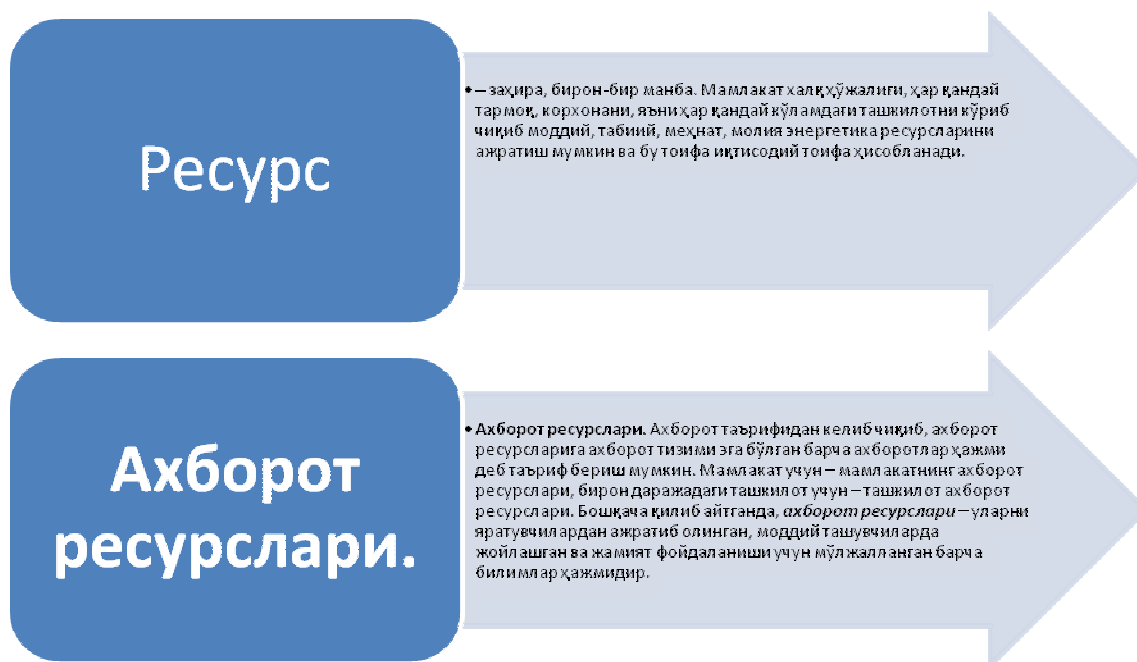 Ресурс
• – заҳира, бирон-бир манба. Мамлакат халқ хўжалиги, ҳар қандай
тармоқ, корхонани, яъни ҳар қандай кўламдаги ташкилотни кўриб
чиқиб моддий, табиий, меҳнат, молия энергетика ресурсларини
ажратиш мумкин ва бу тоифа иқтисодий тоифа ҳисобланади.
Ахборот
ресурслари.
• Ахборот ресурслари. Ахборот таърифидан келиб чиқиб, ахборот
ресурсларига ахборот тизими эга бўлган барча ахборотлар ҳажми
деб таъриф бериш мумкин. Мамлакат учун – мамлакатнинг ахборот
ресурслари, бирон даражадаги ташкилот учун – ташкилот ахборот
ресурслари. Бошқача қилиб айтганда, ахборот ресурслари – уларни
яратувчилардан ажратиб олинган, моддий ташувчиларда
жойлашган ва жамият фойдаланиши учун мўлжалланган барча
билимлар ҳажмидир.